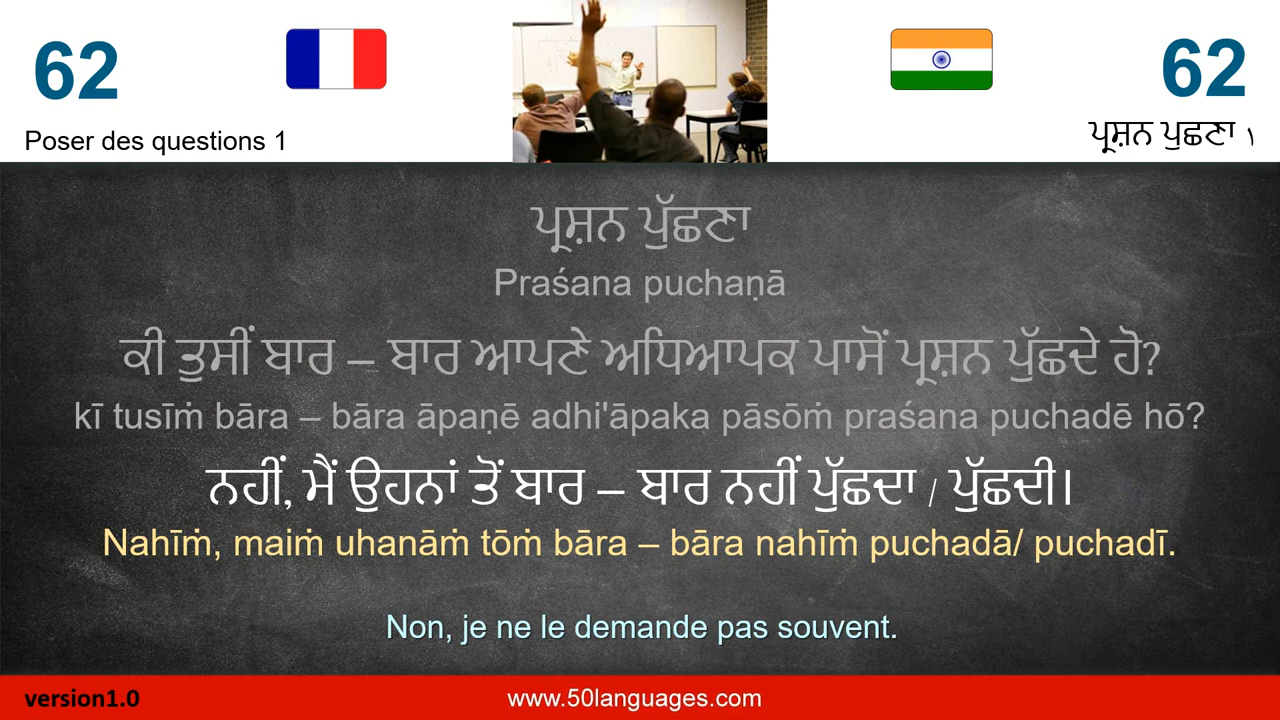 62
62
Poser des questions 1
ਪ੍ਰਸ਼ਨ ਪੁੱਛਣਾ ੧
ਪ੍ਰਸ਼ਨ ਪੁੱਛਣਾ
Praśana puchaṇā
ਕੀ ਤੁਸੀਂ ਬਾਰ – ਬਾਰ ਆਪਣੇ ਅਧਿਆਪਕ ਪਾਸੋਂ ਪ੍ਰਸ਼ਨ ਪੁੱਛਦੇ ਹੋ?
kī tusīṁ bāra – bāra āpaṇē adhi'āpaka pāsōṁ praśana puchadē hō?
ਨਹੀਂ, ਮੈਂ ਉਹਨਾਂ ਤੋਂ ਬਾਰ – ਬਾਰ ਨਹੀਂ ਪੁੱਛਦਾ / ਪੁੱਛਦੀ।
Nahīṁ, maiṁ uhanāṁ tōṁ bāra – bāra nahīṁ puchadā/ puchadī.
Non, je ne le demande pas souvent.
version1.0
www.50languages.com